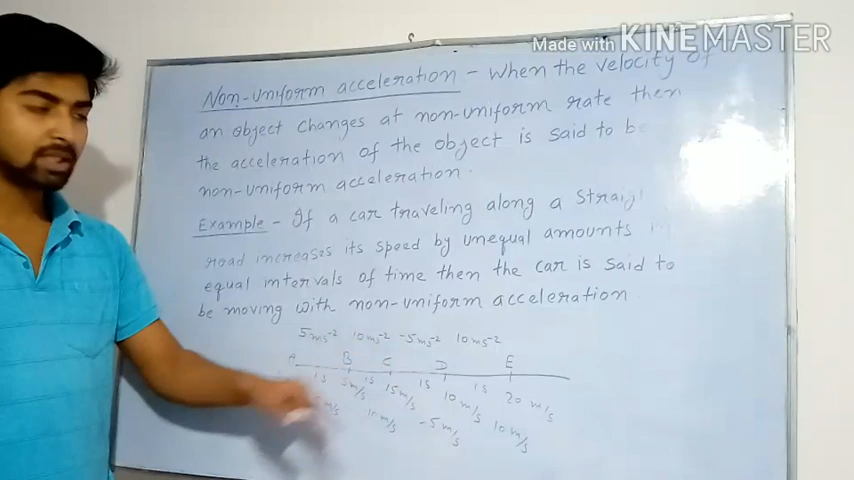 Made with KINEMASTER
Non-uniform acceleration - When the velocity of
an object changes at non-uniform rate then
the acceleration of the object is said to be
non-uniform acceleration.
Example - If a car traveling along a
road increases its speed by unequal amounts in
equal intervals of time then the car is said to
be moving with non-uniform acceleration
5ms-2 10ms-2 -5ms-2 10ms-2
A B C D E
1s 5m/s 1s 15m/s 1s 10m/s 1s 20m/s
m/s 10m/s -5m/s 10m/s